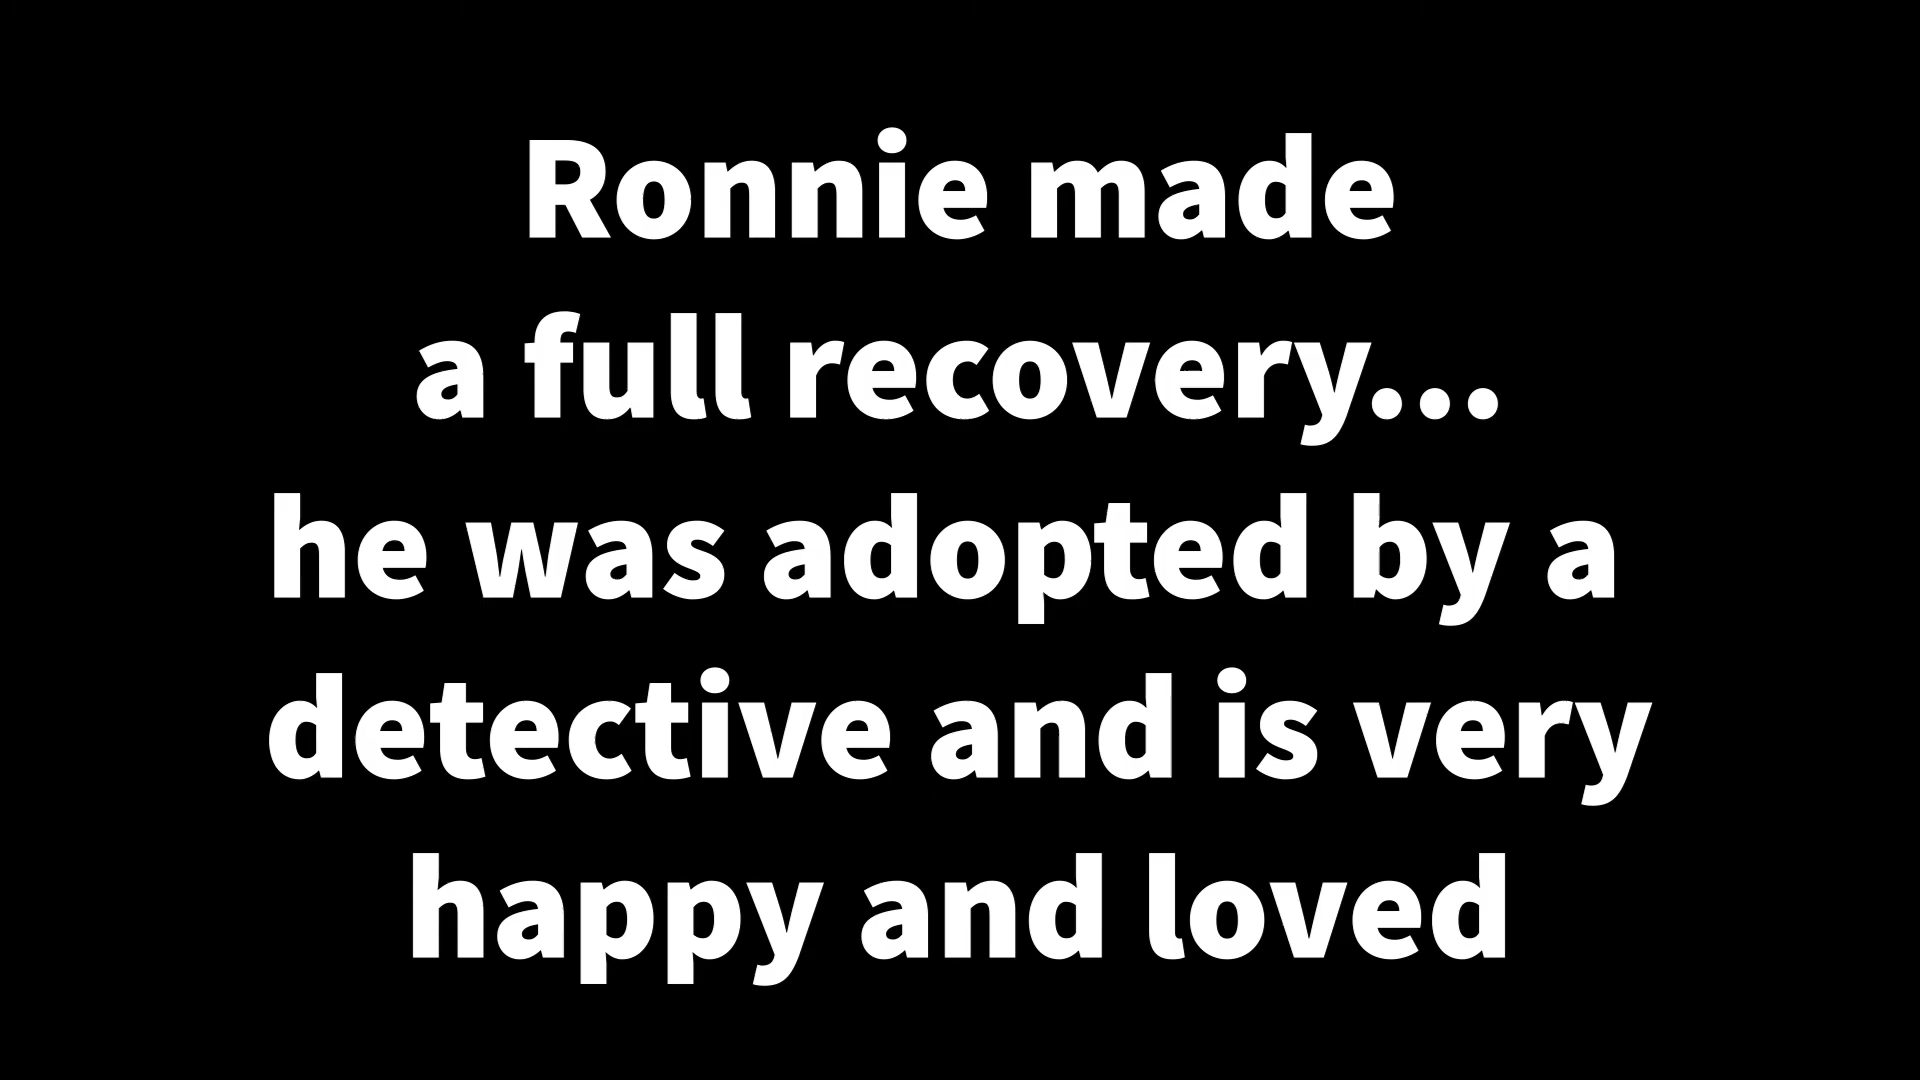 Ronnie made
a full recovery...
he was adopted by a
detective and is very
happy and loved